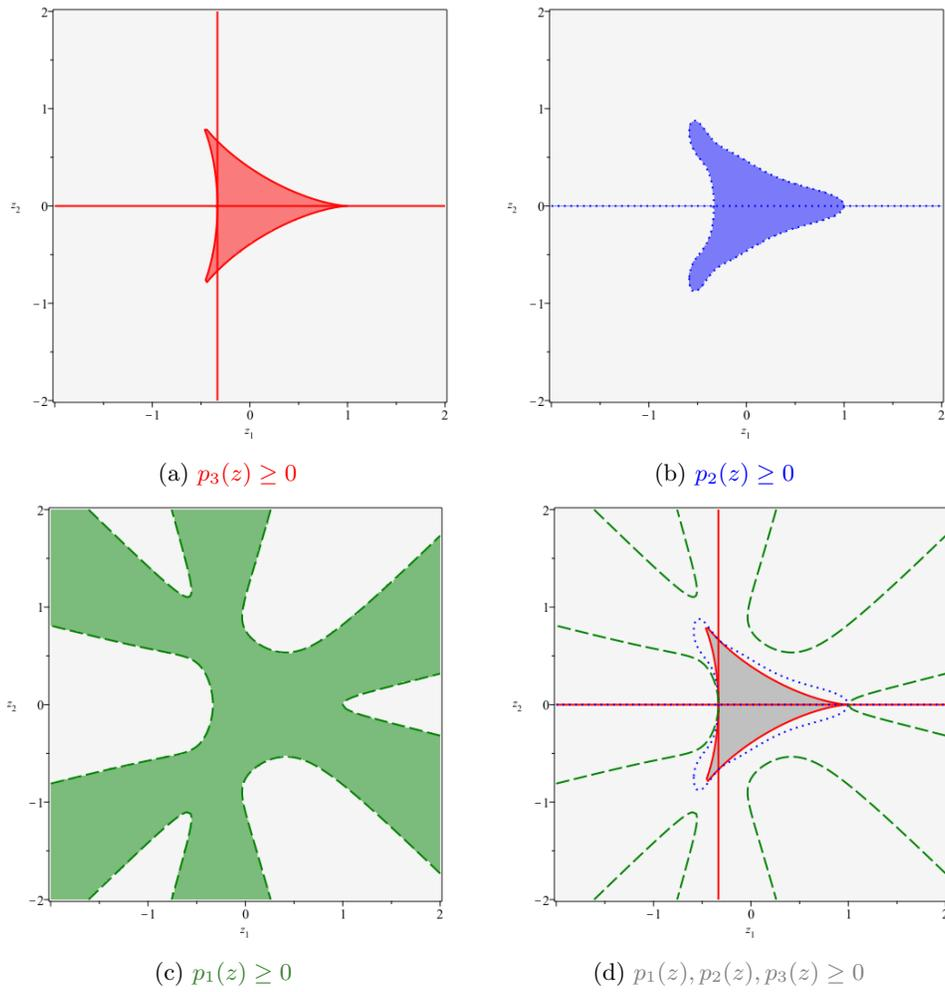 2
1
z₂ 0
−1
−2
−1 0 1 2
z₁
(a) p₃(z) ≥ 0
2
1
z₂ 0
−1
−2
−1 0 1 2
z₁
(b) p₂(z) ≥ 0
2
1
z₂ 0
−1
−2
−1 0 1 2
z₁
(c) p₁(z) ≥ 0
2
1
z₂ 0
−1
−2
−1 0 1 2
z₁
(d) p₁(z), p₂(z), p₃(z) ≥ 0